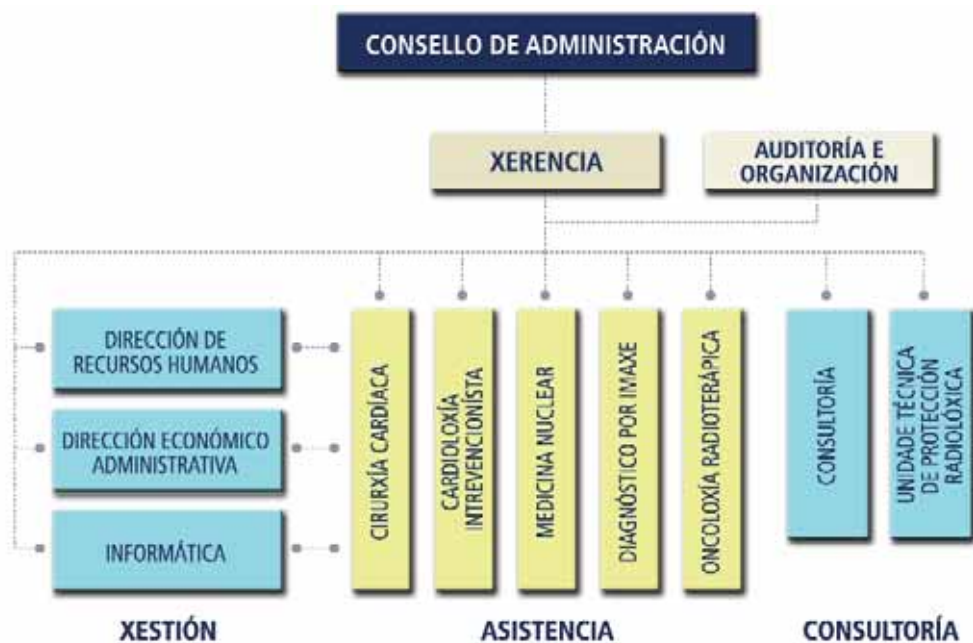 CONSELLO DE ADMINISTRACIÓN
XERENCIA
AUDITORÍA E
ORGANIZACIÓN
DIRECCIÓN DE
RECURSOS HUMANOS
DIRECCIÓN ECONÓMICO
ADMINISTRATIVA
INFORMÁTICA
CIRURXÍA CARDÍACA
CARDIOLOXÍA
INTREVENCIONÍSTA
MEDICINA NUCLEAR
DIAGNÓSTICO POR IMAXE
ONCOLOXÍA RADIOTERÁPICA
CONSULTORÍA
UNIDADE TÉCNICA
DE PROTECCIÓN
RADIOLÓXICA
XESTIÓN
ASISTENCIA
CONSULTORÍA